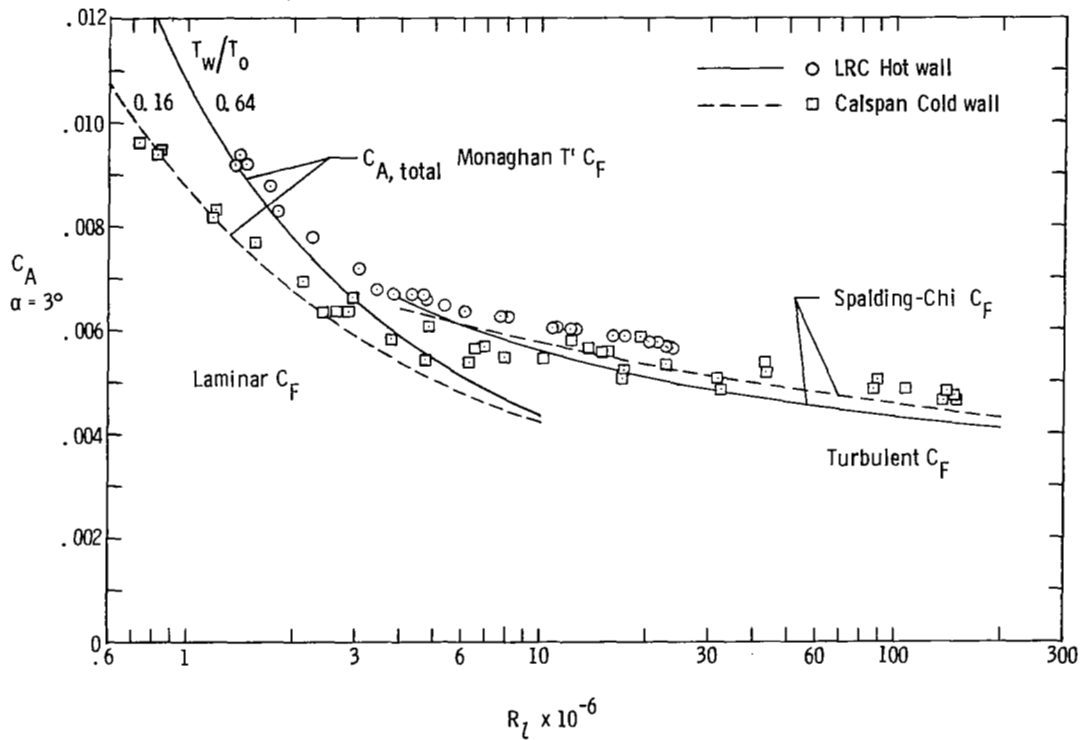 .012
.010
.008
.006
.004
.002
0
C_A
α = 3°
T_w/T_o
0.16 0.64
LRC Hot wall
Calspan Cold wall
C_A, total Monaghan T' C_F
Spalding-Chi C_F
Laminar C_F
Turbulent C_F
.6 1 3 6 10 30 60 100 300
R_l x 10^-6